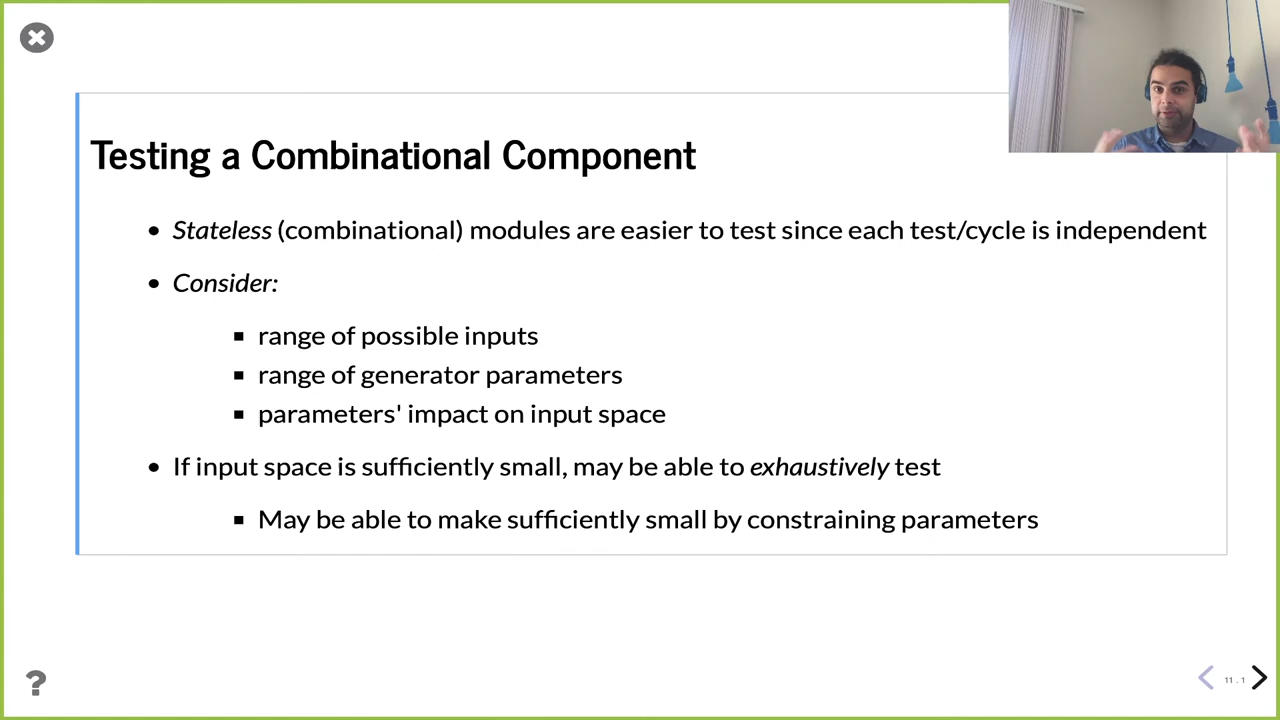 Testing a Combinational Component
• Stateless (combinational) modules are easier to test since each test/cycle is independent
• Consider:
▪ range of possible inputs
▪ range of generator parameters
▪ parameters' impact on input space
• If input space is sufficiently small, may be able to exhaustively test
▪ May be able to make sufficiently small by constraining parameters
?
11 . 1